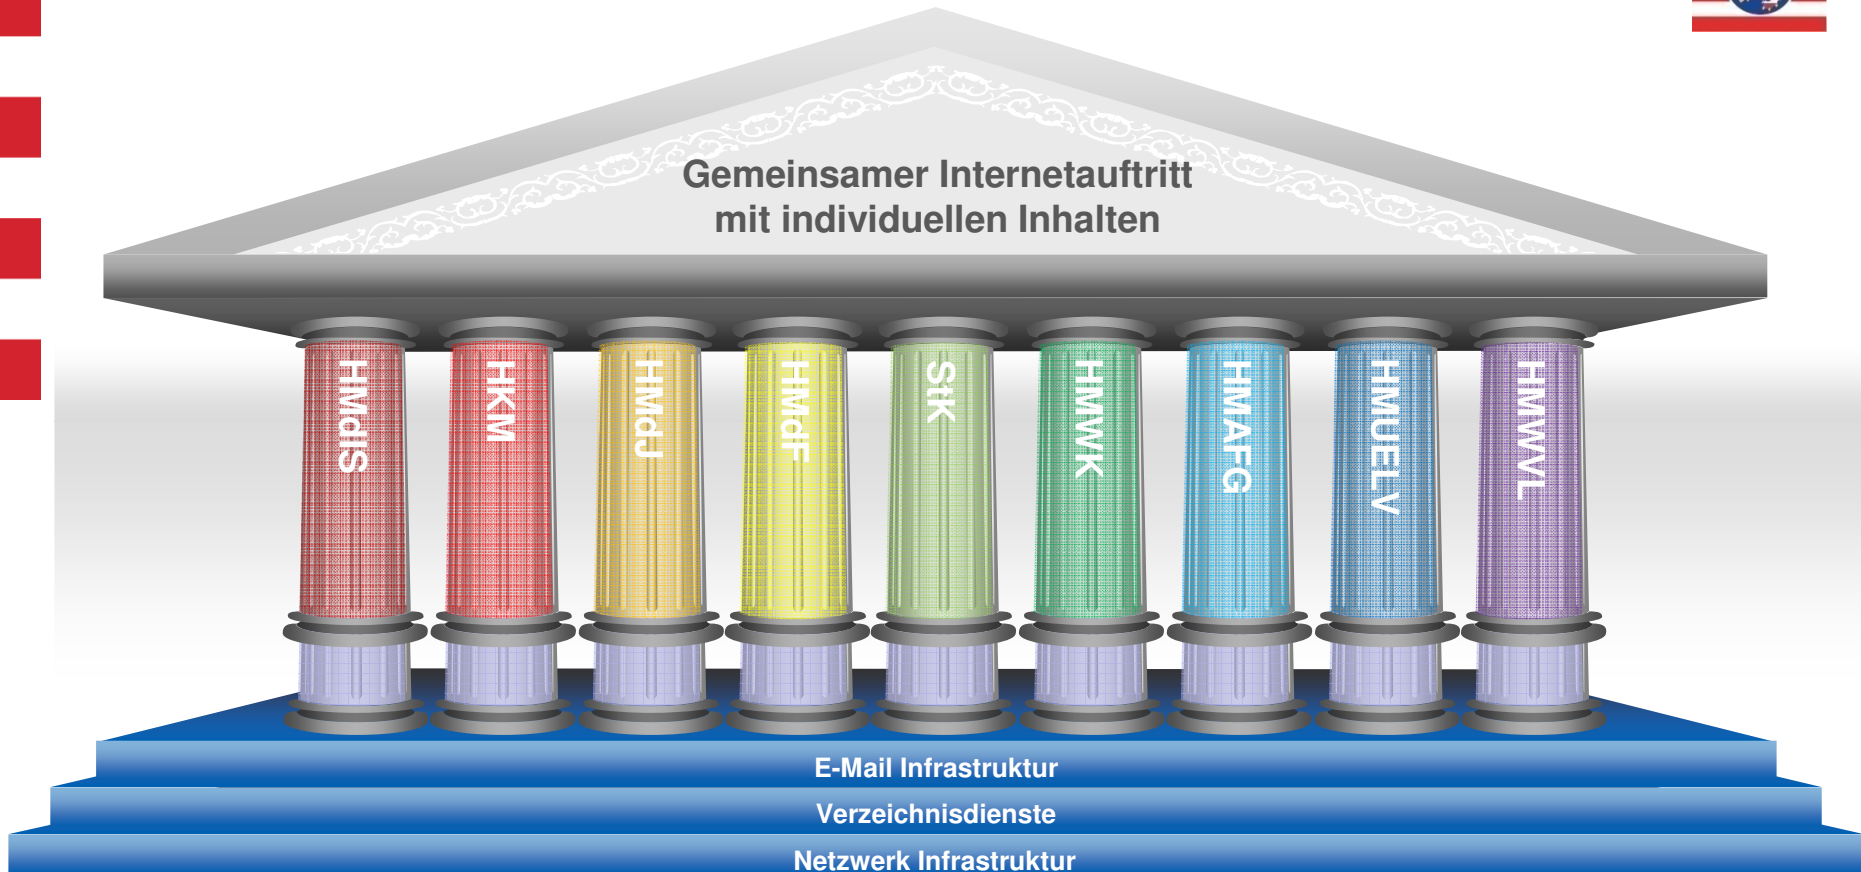 Gemeinsamer Internetauftritt
mit individuellen Inhalten
HMdIS
HKM
HMdJ
HMdF
StK
HMWK
HMAFG
HMUELV
HMWVL
E-Mail Infrastruktur
Verzeichnisdienste
Netzwerk Infrastruktur